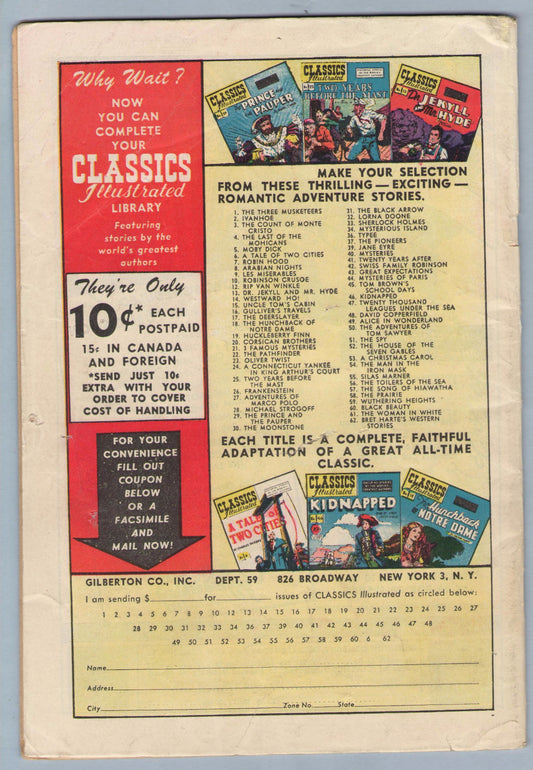 Why Wait?
NOW
YOU CAN
COMPLETE
YOUR
CLASSICS
Illustrated
LIBRARY
Featuring
stories by the
world's greatest
authors
They're Only
10¢* EACH
POSTPAID
15¢ IN CANADA
AND FOREIGN
*SEND JUST 10¢
EXTRA WITH YOUR
ORDER TO COVER
COST OF HANDLING
FOR YOUR
CONVENIENCE
FILL OUT
COUPON
BELOW
OR A
FACSIMILE
AND
MAIL NOW!
CLASSICS
Illustrated
The PRINCE
and the
PAUPER
CLASSICS
Illustrated
TWO YEARS
BEFORE THE MAST
CLASSICS
Illustrated
Dr. JEKYLL
and Mr. HYDE
MAKE YOUR SELECTION
FROM THESE THRILLING — EXCITING —
ROMANTIC ADVENTURE STORIES.
1. THE THREE MUSKETEERS
2. IVANHOE
3. THE COUNT OF MONTE
CRISTO
4. THE LAST OF THE
MOHICANS
5. MOBY DICK
6. A TALE OF TWO CITIES
7. ROBIN HOOD
8. ARABIAN NIGHTS
9. LES MISERABLES
10. ROBINSON CRUSOE
12. RIP VAN WINKLE
13. DR. JEKYLL AND MR. HYDE
14. WESTWARD HO!
15. UNCLE TOM'S CABIN
16. GULLIVER'S TRAVELS
17. THE DEERSLAYER
18. THE HUNCHBACK OF
NOTRE DAME
19. HUCKLEBERRY FINN
20. CORSICAN BROTHERS
21. 3 FAMOUS MYSTERIES
22. THE PATHFINDER
23. OLIVER TWIST
24. A CONNECTICUT YANKEE
IN KING ARTHUR'S COURT
25. TWO YEARS BEFORE
THE MAST
26. FRANKENSTEIN
27. ADVENTURES OF
MARCO POLO
28. MICHAEL STROGOFF
29. THE PRINCE AND
THE PAUPER
30. THE MOONSTONE
31. THE BLACK ARROW
32. LORNA DOONE
33. SHERLOCK HOLMES
34. MYSTERIOUS ISLAND
36. TYPEE
37. THE PIONEERS
39. JANE EYRE
40. MYSTERIES
41. TWENTY YEARS AFTER
42. SWISS FAMILY ROBINSON
43. GREAT EXPECTATIONS
44. MYSTERIES OF PARIS
45. TOM BROWN'S
SCHOOL DAYS
46. KIDNAPPED
47. TWENTY THOUSAND
LEAGUES UNDER THE SEA
48. DAVID COPPERFIELD
49. ALICE IN WONDERLAND
50. THE ADVENTURES OF
TOM SAWYER
51. THE SPY
52. THE HOUSE OF THE
SEVEN GABLES
53. A CHRISTMAS CAROL
54. THE MAN IN THE
IRON MASK
55. SILAS MARNER
56. THE TOILERS OF THE SEA
57. THE SONG OF HIAWATHA
58. THE PRAIRIE
59. WUTHERING HEIGHTS
60. BLACK BEAUTY
61. THE WOMAN IN WHITE
62. BRET HARTE'S WESTERN
STORIES
EACH TITLE IS A COMPLETE, FAITHFUL
ADAPTATION OF A GREAT ALL-TIME
CLASSIC.
CLASSICS
Illustrated
A TALE OF
TWO CITIES
CLASSICS
Illustrated
KIDNAPPED
CLASSICS
Illustrated
The Hunchback
of NOTRE DAME
GILBERTON CO., INC. DEPT. 59 826 BROADWAY NEW YORK 3, N. Y.
I am sending $ for issues of CLASSICS Illustrated as circled below:
1 2 3 4 5 6 7 8 9 10 12 13 14 15 16 17 18 19 20 21 22 23 24 25 26 27
28 29 30 31 32 33 34 36 37 39 40 41 42 43 44 45 46 47 48
49 50 51 52 53 54 55 56 57 58 59 6 6 62
Name
Address
City Zone No. State